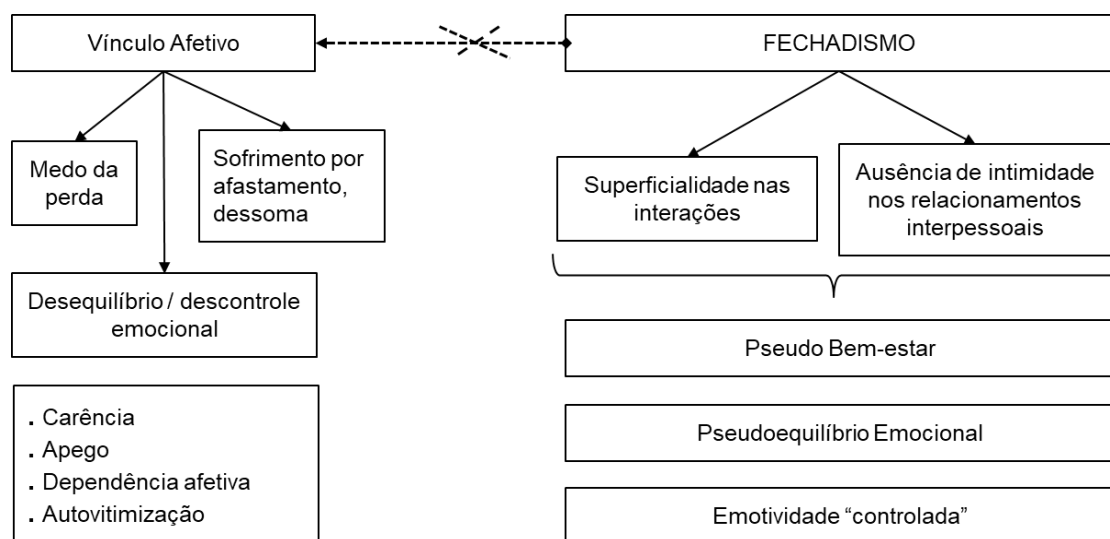 Vínculo Afetivo
FECHADISMO
Medo da
perda
Sofrimento por
afastamento,
dessoma
Superficialidade nas
interações
Ausência de intimidade
nos relacionamentos
interpessoais
Desequilíbrio / descontrole
emocional
Pseudo Bem-estar
. Carência
. Apego
. Dependência afetiva
. Autovitimização
Pseudoequilíbrio Emocional
Emotividade “controlada”